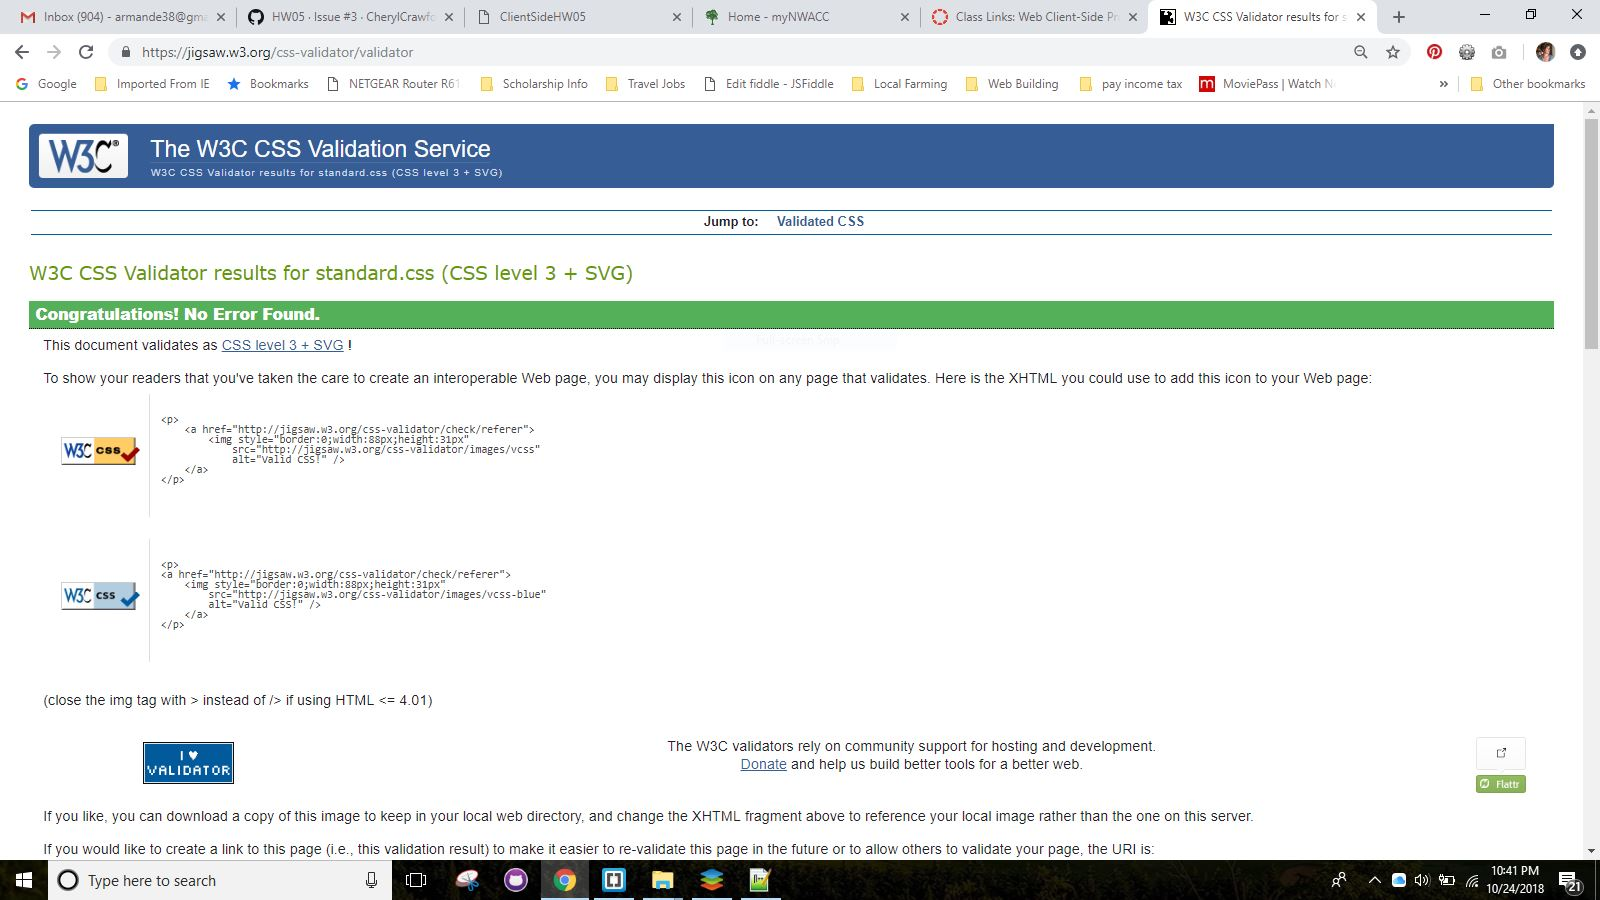 Inbox (904) - armande38@gma
HW05 · Issue #3 · CherylCrawfo
ClientSideHW05
Home - myNWACC
Class Links: Web Client-Side Pr
W3C CSS Validator results for s
https://jigsaw.w3.org/css-validator/validator
Google
Imported From IE
Bookmarks
NETGEAR Router R61
Scholarship Info
Travel Jobs
Edit fiddle - JSFiddle
Local Farming
Web Building
pay income tax
m MoviePass | Watch N
»
Other bookmarks
W3C®
The W3C CSS Validation Service
W3C CSS Validator results for standard.css (CSS level 3 + SVG)
Jump to: Validated CSS
W3C CSS Validator results for standard.css (CSS level 3 + SVG)
Congratulations! No Error Found.
This document validates as CSS level 3 + SVG !
Full-screen Snip
To show your readers that you've taken the care to create an interoperable Web page, you may display this icon on any page that validates. Here is the XHTML you could use to add this icon to your Web page:
W3C css
<p>
<a href="http://jigsaw.w3.org/css-validator/check/referer">
<img style="border:0;width:88px;height:31px"
src="http://jigsaw.w3.org/css-validator/images/vcss"
alt="Valid CSS!" />
</a>
</p>
W3C css
<p>
<a href="http://jigsaw.w3.org/css-validator/check/referer">
<img style="border:0;width:88px;height:31px"
src="http://jigsaw.w3.org/css-validator/images/vcss-blue"
alt="Valid CSS!" />
</a>
</p>
(close the img tag with > instead of /> if using HTML <= 4.01)
I ♥
VALIDATOR
The W3C validators rely on community support for hosting and development.
Donate and help us build better tools for a better web.
Flattr
If you like, you can download a copy of this image to keep in your local web directory, and change the XHTML fragment above to reference your local image rather than the one on this server.
If you would like to create a link to this page (i.e., this validation result) to make it easier to re-validate this page in the future or to allow others to validate your page, the URI is:
Type here to search
10:41 PM
10/24/2018
21